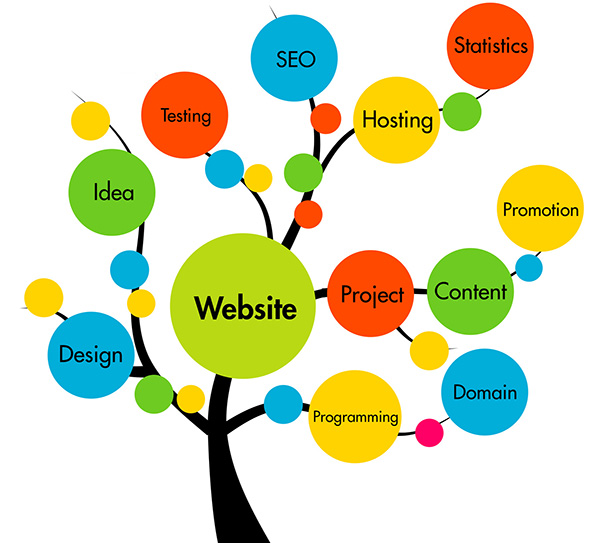 Statistics
SEO
Testing
Hosting
Idea
Promotion
Website
Project
Content
Design
Domain
Programming